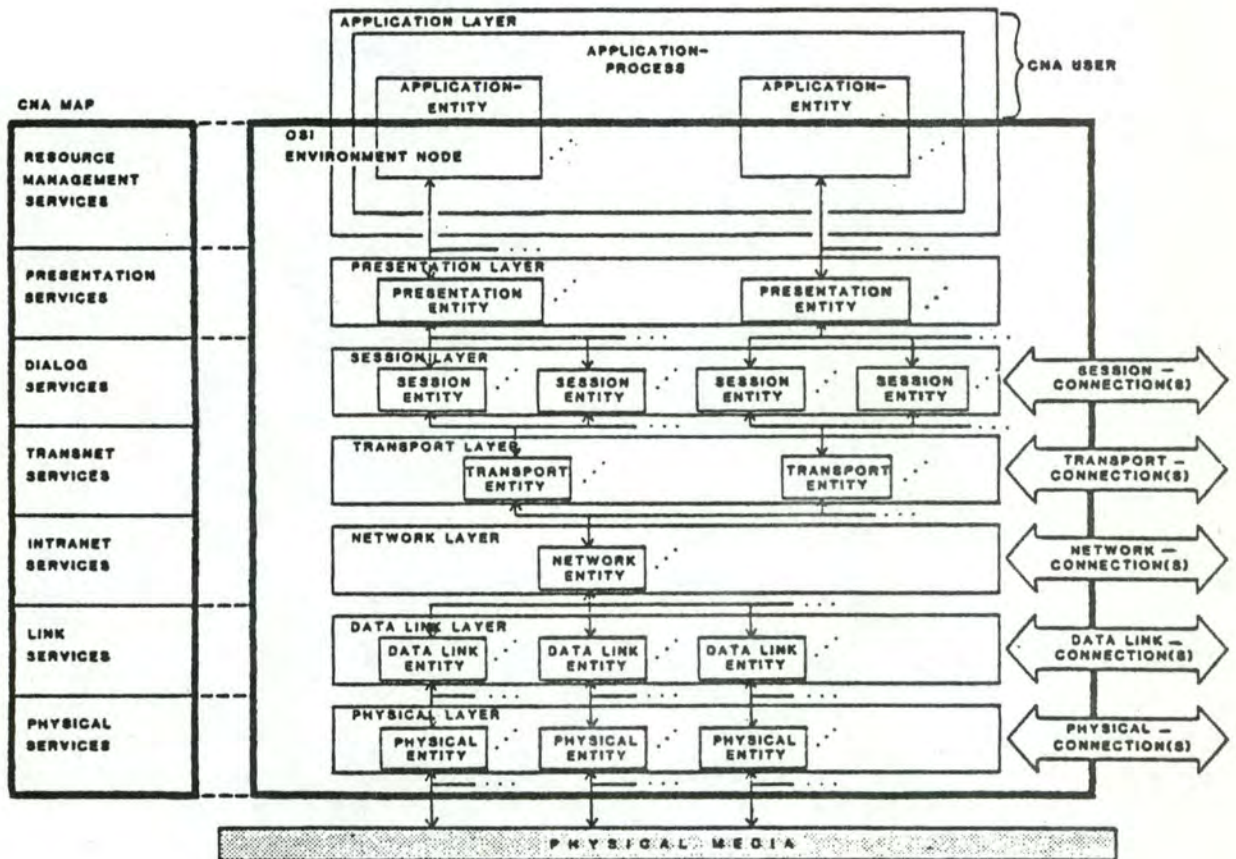 APPLICATION LAYER
APPLICATION-
PROCESS
CNA USER
APPLICATION-
ENTITY
APPLICATION-
ENTITY
CNA MAP
OSI
ENVIRONMENT NODE
RESOURCE
MANAGEMENT
SERVICES
PRESENTATION
SERVICES
PRESENTATION LAYER
PRESENTATION
ENTITY
PRESENTATION
ENTITY
DIALOG
SERVICES
SESSION LAYER
SESSION
ENTITY
SESSION
ENTITY
SESSION
ENTITY
SESSION
ENTITY
SESSION —
CONNECTION(S)
TRANSNET
SERVICES
TRANSPORT LAYER
TRANSPORT
ENTITY
TRANSPORT
ENTITY
TRANSPORT —
CONNECTION(S)
INTRANET
SERVICES
NETWORK LAYER
NETWORK
ENTITY
NETWORK —
CONNECTION(S)
LINK
SERVICES
DATA LINK LAYER
DATA LINK
ENTITY
DATA LINK
ENTITY
DATA LINK
ENTITY
DATA LINK —
CONNECTION(S)
PHYSICAL
SERVICES
PHYSICAL LAYER
PHYSICAL
ENTITY
PHYSICAL
ENTITY
PHYSICAL
ENTITY
PHYSICAL —
CONNECTION(S)
PHYSICAL MEDIA